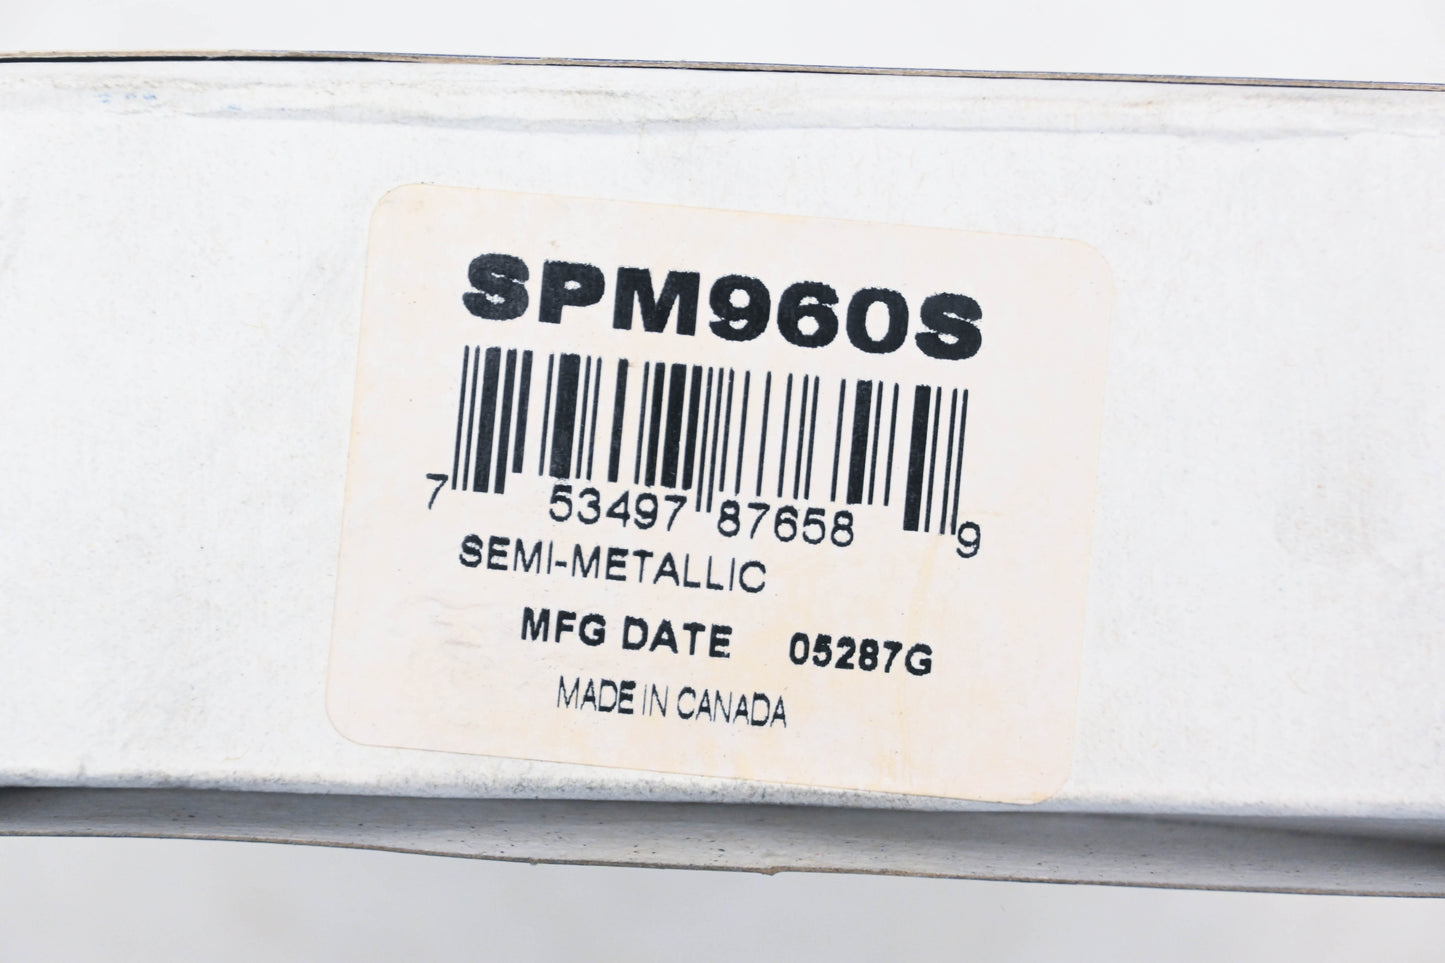 SPM960S
7 53497 87658 9
SEMI-METALLIC
MFG DATE 05287G
MADE IN CANADA